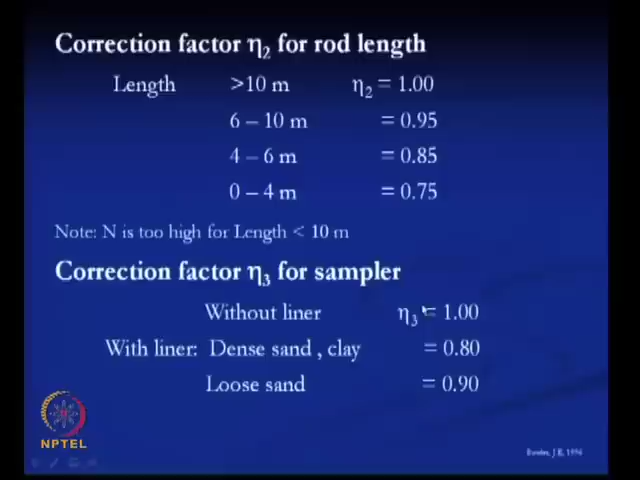 Correction factor η₂ for rod length
Length >10 m η₂ = 1.00
6 – 10 m = 0.95
4 – 6 m = 0.85
0 – 4 m = 0.75
Note: N is too high for Length < 10 m
Correction factor η₃ for sampler
Without liner η₃ = 1.00
With liner: Dense sand , clay = 0.80
Loose sand = 0.90
NPTEL
Bowles, J.E, 1996